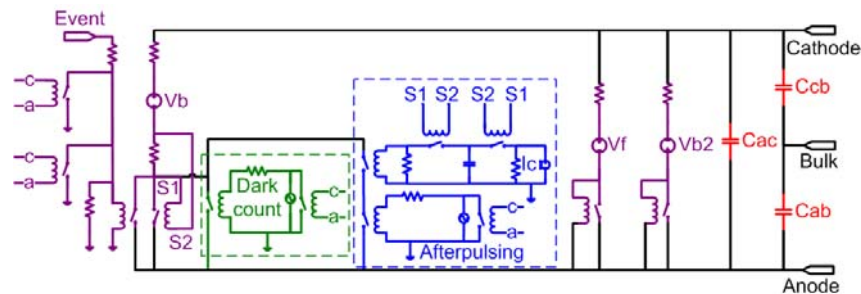 Event
Cathode
c
a
Vb
S1 S2 S2 S1
Ccb
Ic
Vf
Vb2
Cac
Bulk
c
a
S1
Dark
count
c
a
c
a
Cab
S2
Afterpulsing
Anode